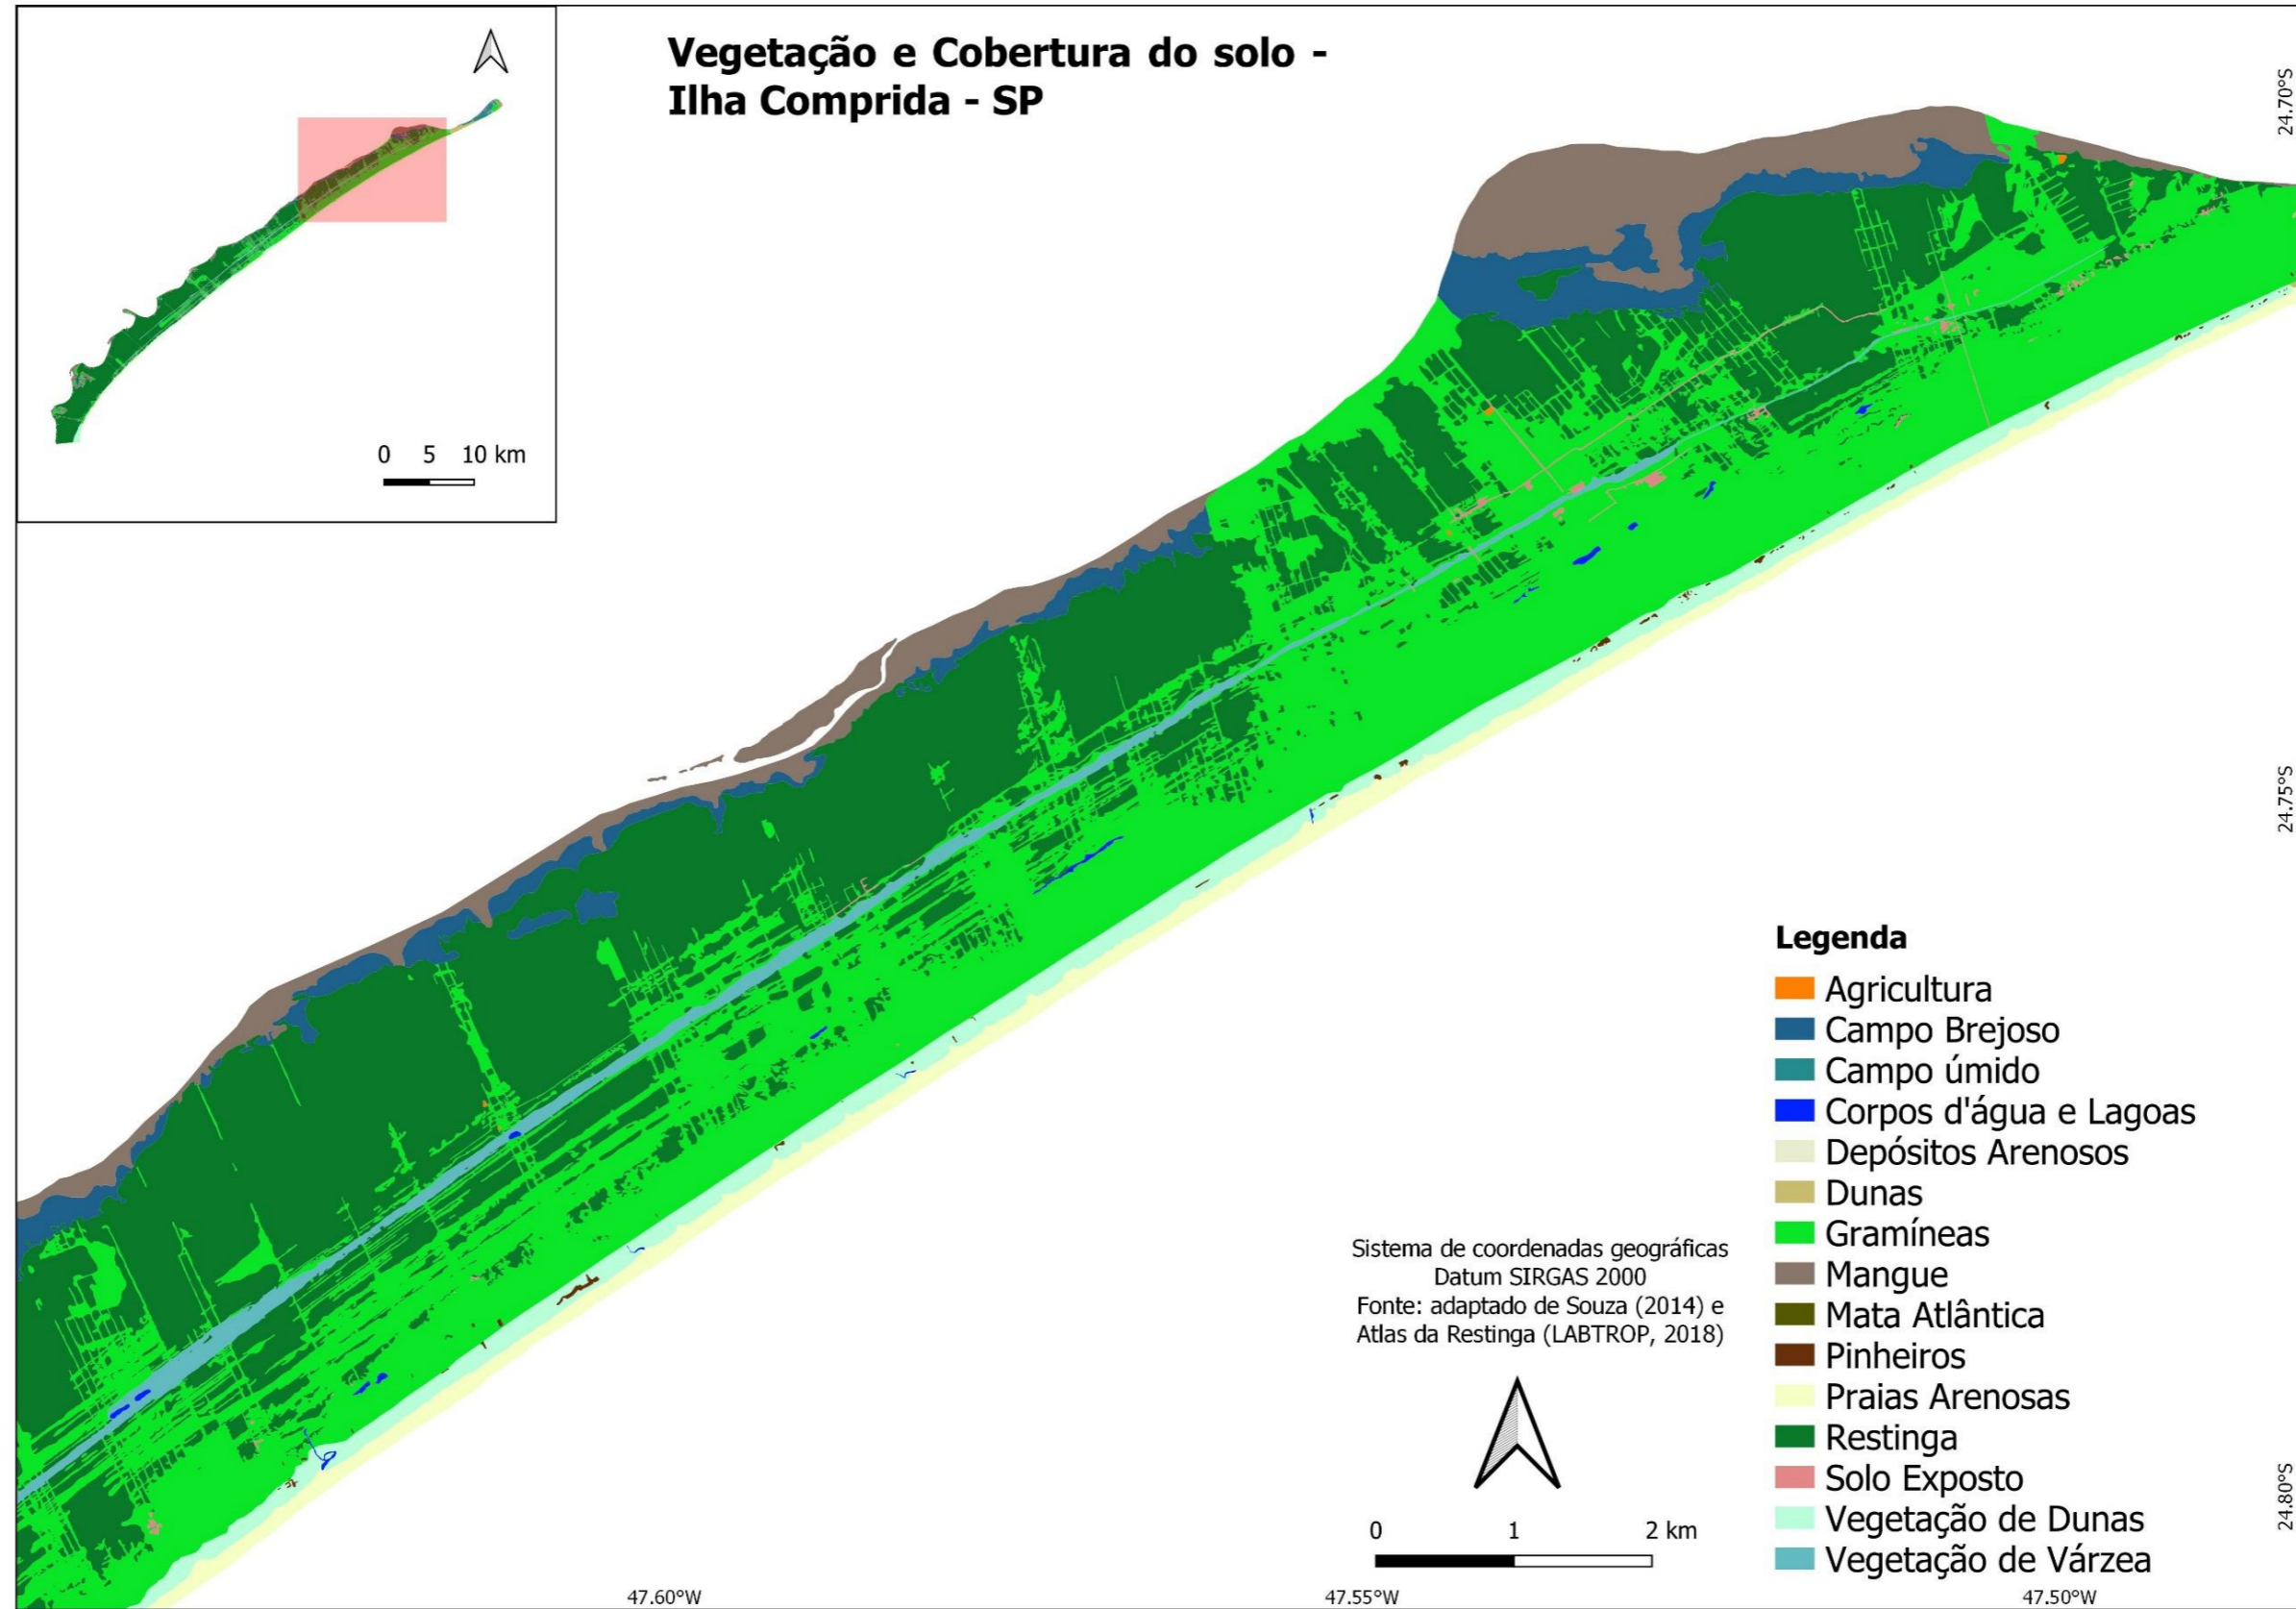 Vegetação e Cobertura do solo -
Ilha Comprida - SP
0 5 10 km
24.70°S
24.75°S
24.80°S
Legenda
Agricultura
Campo Brejoso
Campo úmido
Corpos d'água e Lagoas
Depósitos Arenosos
Dunas
Gramíneas
Mangue
Mata Atlântica
Pinheiros
Praias Arenosas
Restinga
Solo Exposto
Vegetação de Dunas
Vegetação de Várzea
Sistema de coordenadas geográficas
Datum SIRGAS 2000
Fonte: adaptado de Souza (2014) e
Atlas da Restinga (LABTROP, 2018)
0 1 2 km
47.60°W
47.55°W
47.50°W